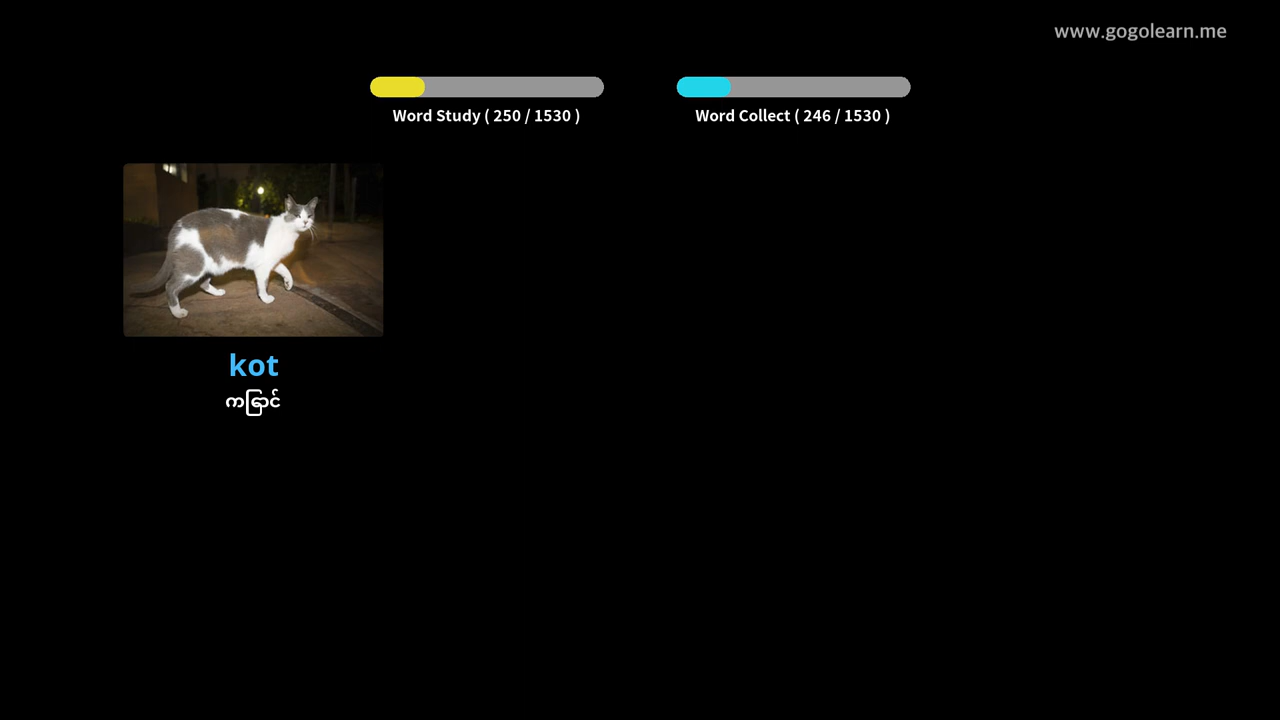 www.gogolearn.me
Word Study ( 250 / 1530 )
Word Collect ( 246 / 1530 )
kot
ကြောင်